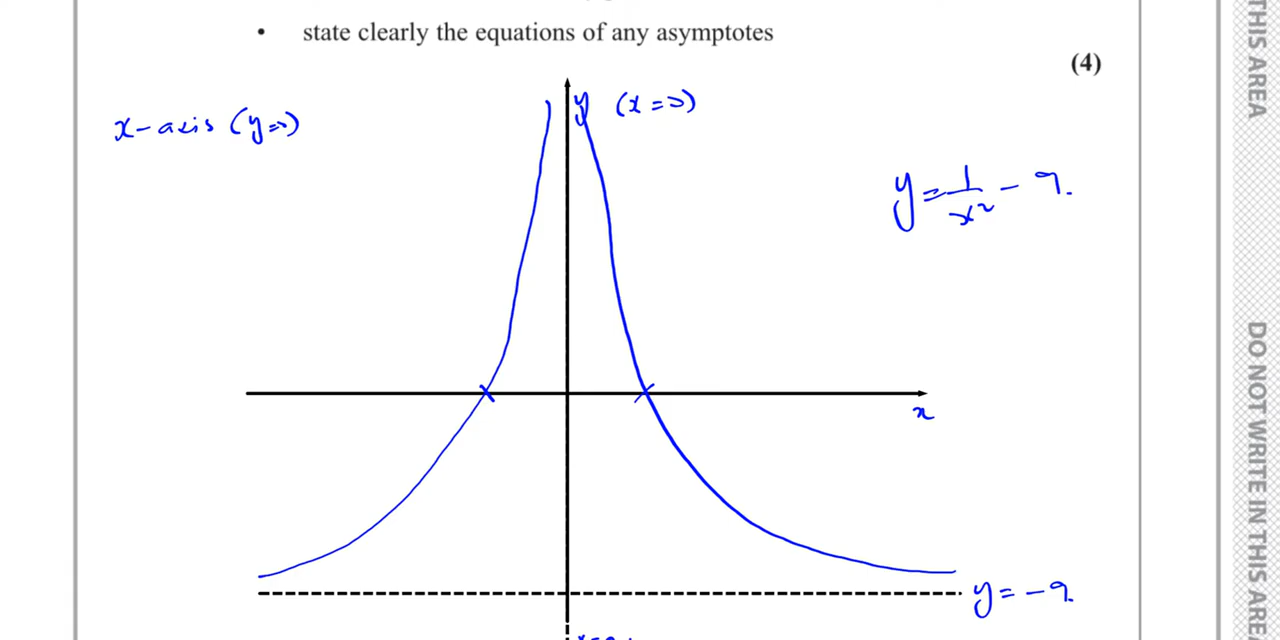 • state clearly the equations of any asymptotes
(4)
x-axis (y=0)
y (x=0)
y=1/x² - 9.
x
y=-9.
THIS AREA
DO NOT WRITE IN THIS AREA